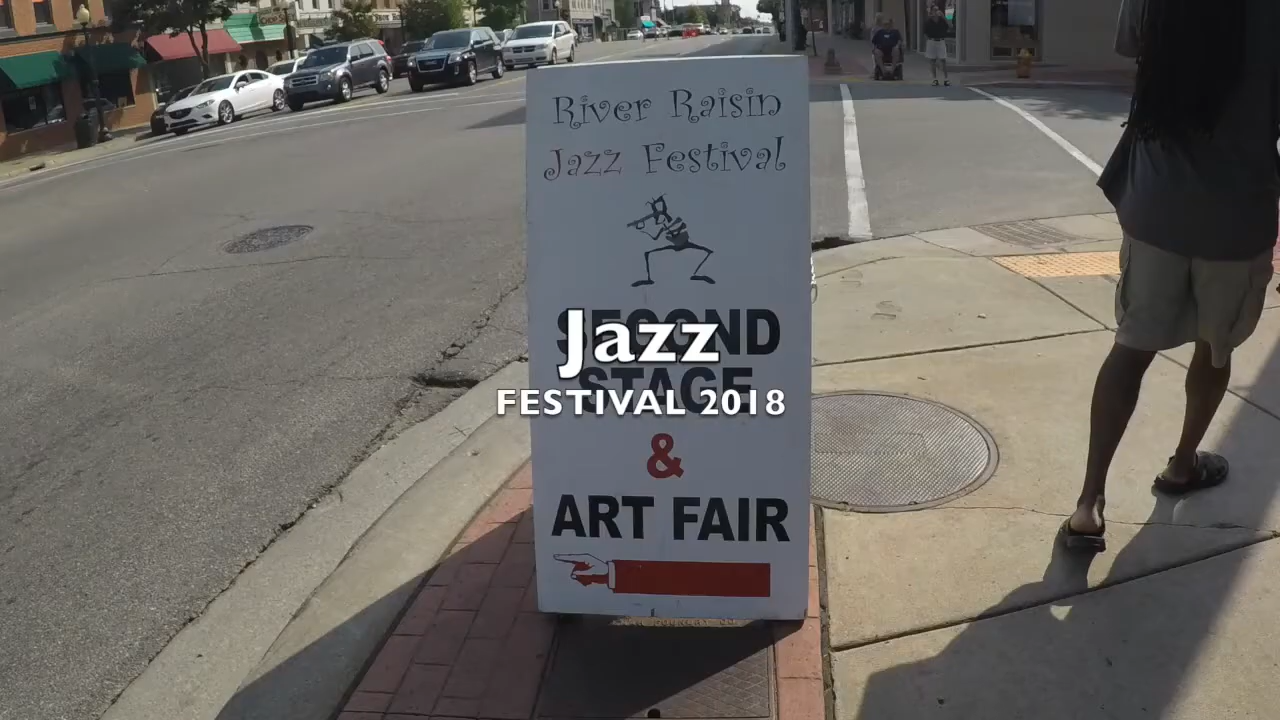 River Raisin
Jazz Festival
SECOND
Jazz
STAGE
FESTIVAL 2018
&
ART FAIR